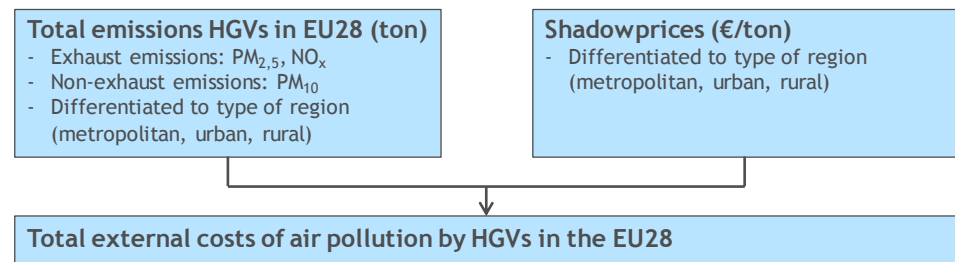 Total emissions HGVs in EU28 (ton)
- Exhaust emissions: PM2,5, NOx
- Non-exhaust emissions: PM10
- Differentiated to type of region
(metropolitan, urban, rural)
Shadowprices (€/ton)
- Differentiated to type of region
(metropolitan, urban, rural)
Total external costs of air pollution by HGVs in the EU28